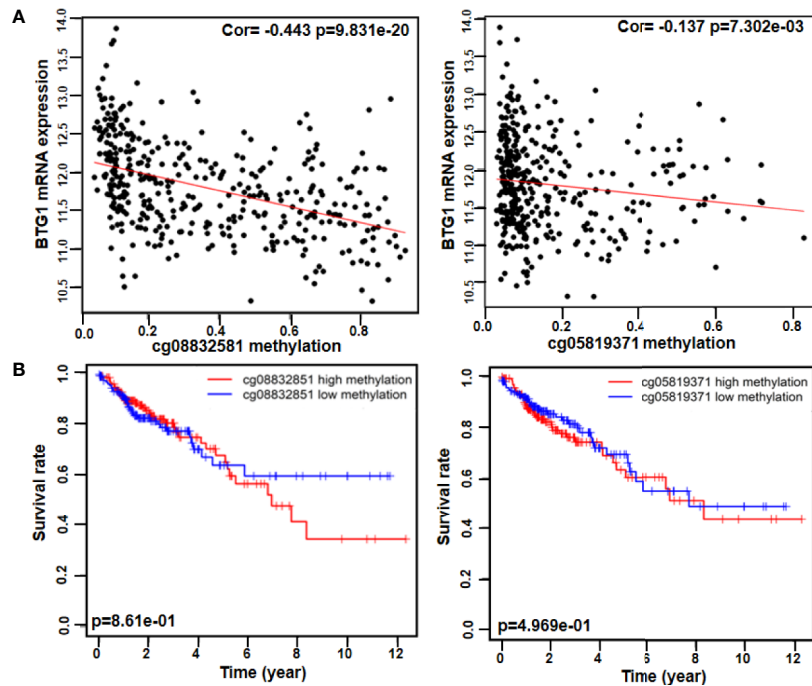 A
Cor= -0.443 p=9.831e-20
BTG1 mRNA expression
14.0
13.5
13.0
12.5
12.0
11.5
11.0
10.5
0.0 0.2 0.4 0.6 0.8
cg08832581 methylation
Cor= -0.137 p=7.302e-03
BTG1 mRNA expression
14.0
13.5
13.0
12.5
12.0
11.5
11.0
10.5
0.0 0.2 0.4 0.6 0.8
cg05819371 methylation
B
cg08832851 high methylation
cg08832851 low methylation
Survival rate
1.0
0.8
0.6
0.4
0.2
0.0
p=8.61e-01
0 2 4 6 8 10 12
Time (year)
cg05819371 high methylation
cg05819371 low methylation
Survival rate
1.0
0.8
0.6
0.4
0.2
0.0
p=4.969e-01
0 2 4 6 8 10 12
Time (year)